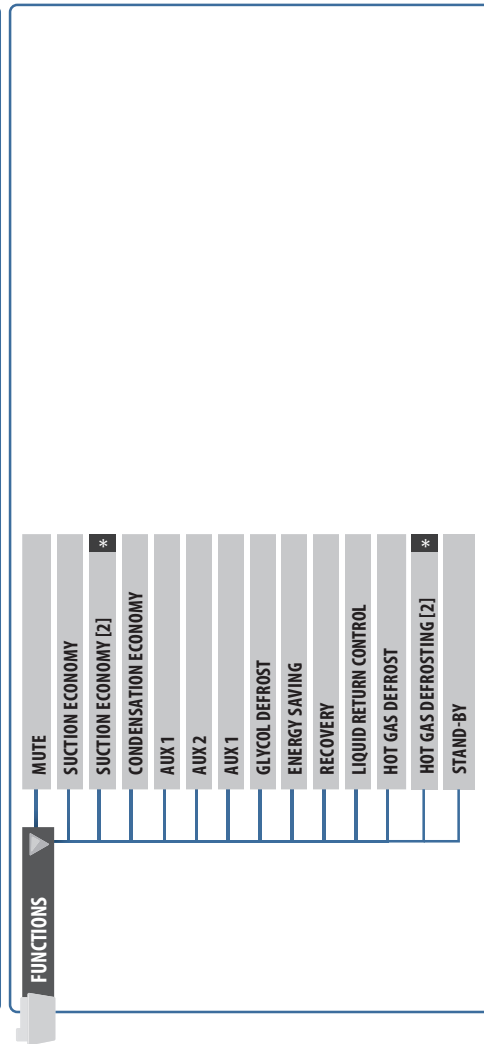 FUNCTIONS
MUTE
SUCTION ECONOMY
SUCTION ECONOMY [2] *
CONDENSATION ECONOMY
AUX 1
AUX 2
AUX 1
GLYCOL DEFROST
ENERGY SAVING
RECOVERY
LIQUID RETURN CONTROL
HOT GAS DEFROST
HOT GAS DEFROSTING [2] *
STAND-BY